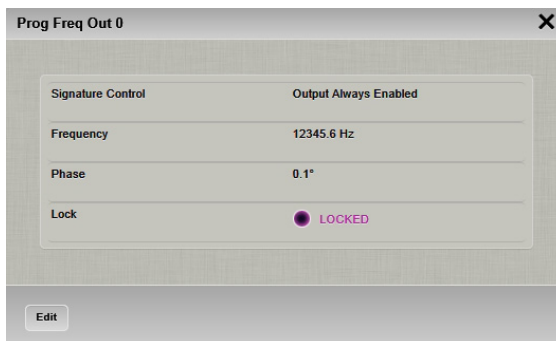 Prog Freq Out 0
Signature Control Output Always Enabled
Frequency 12345.6 Hz
Phase 0.1°
Lock LOCKED
Edit